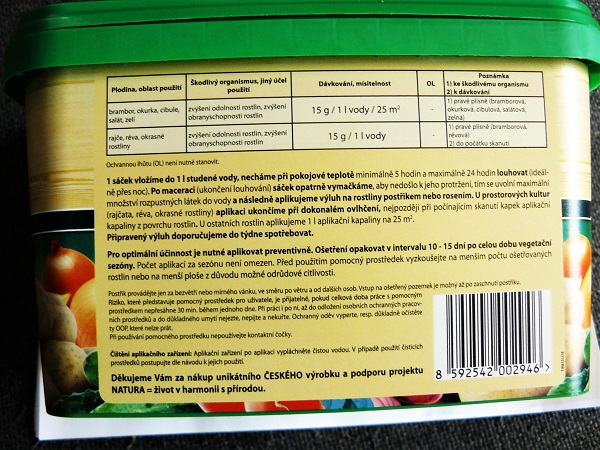 Plodina, oblast použití
Škodlivý organismus, jiný účel použití
Dávkování, mísitelnost
OL
Poznámka
1) ke škodlivému organismu
2) k dávkování
brambor, okurka, cibule, salát, zelí
zvýšení odolnosti rostlin, zvýšení obranyschopnosti rostlin
15 g / 1 l vody / 25 m²
-
1) pravé plísně (bramborová, okurková, cibulová, salátová, zelná)
rajče, réva, okrasné rostliny
zvýšení odolnosti rostlin, zvýšení obranyschopnosti rostlin
15 g / 1 l vody
-
1) pravé plísně (bramborová, révová)
2) do počátku skanutí
Ochrannou lhůtu (OL) není nutné stanovit.
1 sáček vložíme do 1 l studené vody, necháme při pokojové teplotě minimálně 5 hodin a maximálně 24 hodin louhovat (ideál-
ně přes noc). Po maceraci (ukončení louhování) sáček opatrně vymačkáme, aby nedošlo k jeho protržení, tím se uvolní maximální
množství rozpustných látek do vody a následně aplikujeme výluh na rostliny postřikem nebo rosením. U prostorových kultur
(rajčata, réva, okrasné rostliny) aplikaci ukončíme při dokonalém ovlhčení, nejpozději při počínajícím skanutí kapek aplikační
kapaliny z povrchu rostlin. U ostatních rostlin aplikujeme 1 l aplikační kapaliny na 25 m².
Připravený výluh doporučujeme do týdne spotřebovat.
Pro optimální účinnost je nutné aplikovat preventivně. Ošetření opakovat v intervalu 10 - 15 dní po celou dobu vegetační
sezóny. Počet aplikací za sezónu není omezen. Před použitím pomocný prostředek vyzkoušejte na menším počtu ošetřovaných
rostlin nebo na menší ploše z důvodu možné odrůdové citlivosti.
Postřik provádějte jen za bezvětří nebo mírného vánku, ve směru po větru a od dalších osob. Vstup na ošetřený pozemek je možný až po zaschnutí postřiku.
Riziko, které představuje pomocný prostředek pro uživatele, je přijatelné, pokud celková doba práce s pomocným
prostředkem nepřesáhne 30 min. během jednoho dne. Při práci i po ní, až do odložení osobních ochranných pracov-
ních prostředků a do důkladného umytí nejezte, nepijte a nekuřte. Ochranný oděv vyperte, resp. důkladně očistěte
ty OOP, které nelze prát.
Při používání pomocného prostředku nepoužívejte kontaktní čočky.
Čištění aplikačního zařízení: Aplikační zařízení po aplikaci vypláchněte čistou vodou. V případě použití čisticích
prostředků postupujte dle návodu k jejich použití.
Děkujeme Vám za nákup unikátního ČESKÉHO výrobku a podporu projektu
NATURA = život v harmonii s přírodou.
8 592542 002946 >